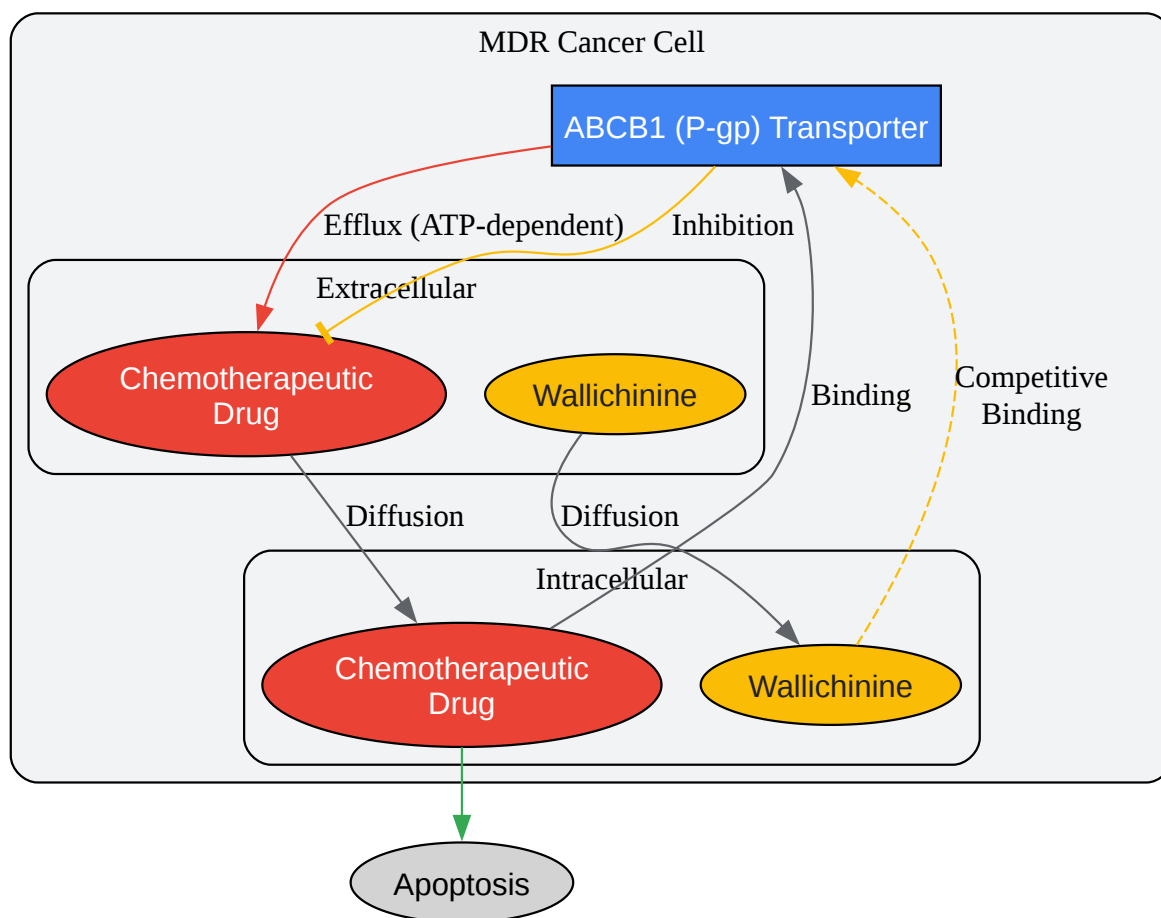 MDR Cancer Cell
ABCB1 (P-gp) Transporter
Efflux (ATP-dependent)
Inhibition
Extracellular
Chemotherapeutic
Drug
Wallichinine
Binding
Competitive
Binding
Diffusion
Diffusion
Intracellular
Chemotherapeutic
Drug
Wallichinine
Apoptosis